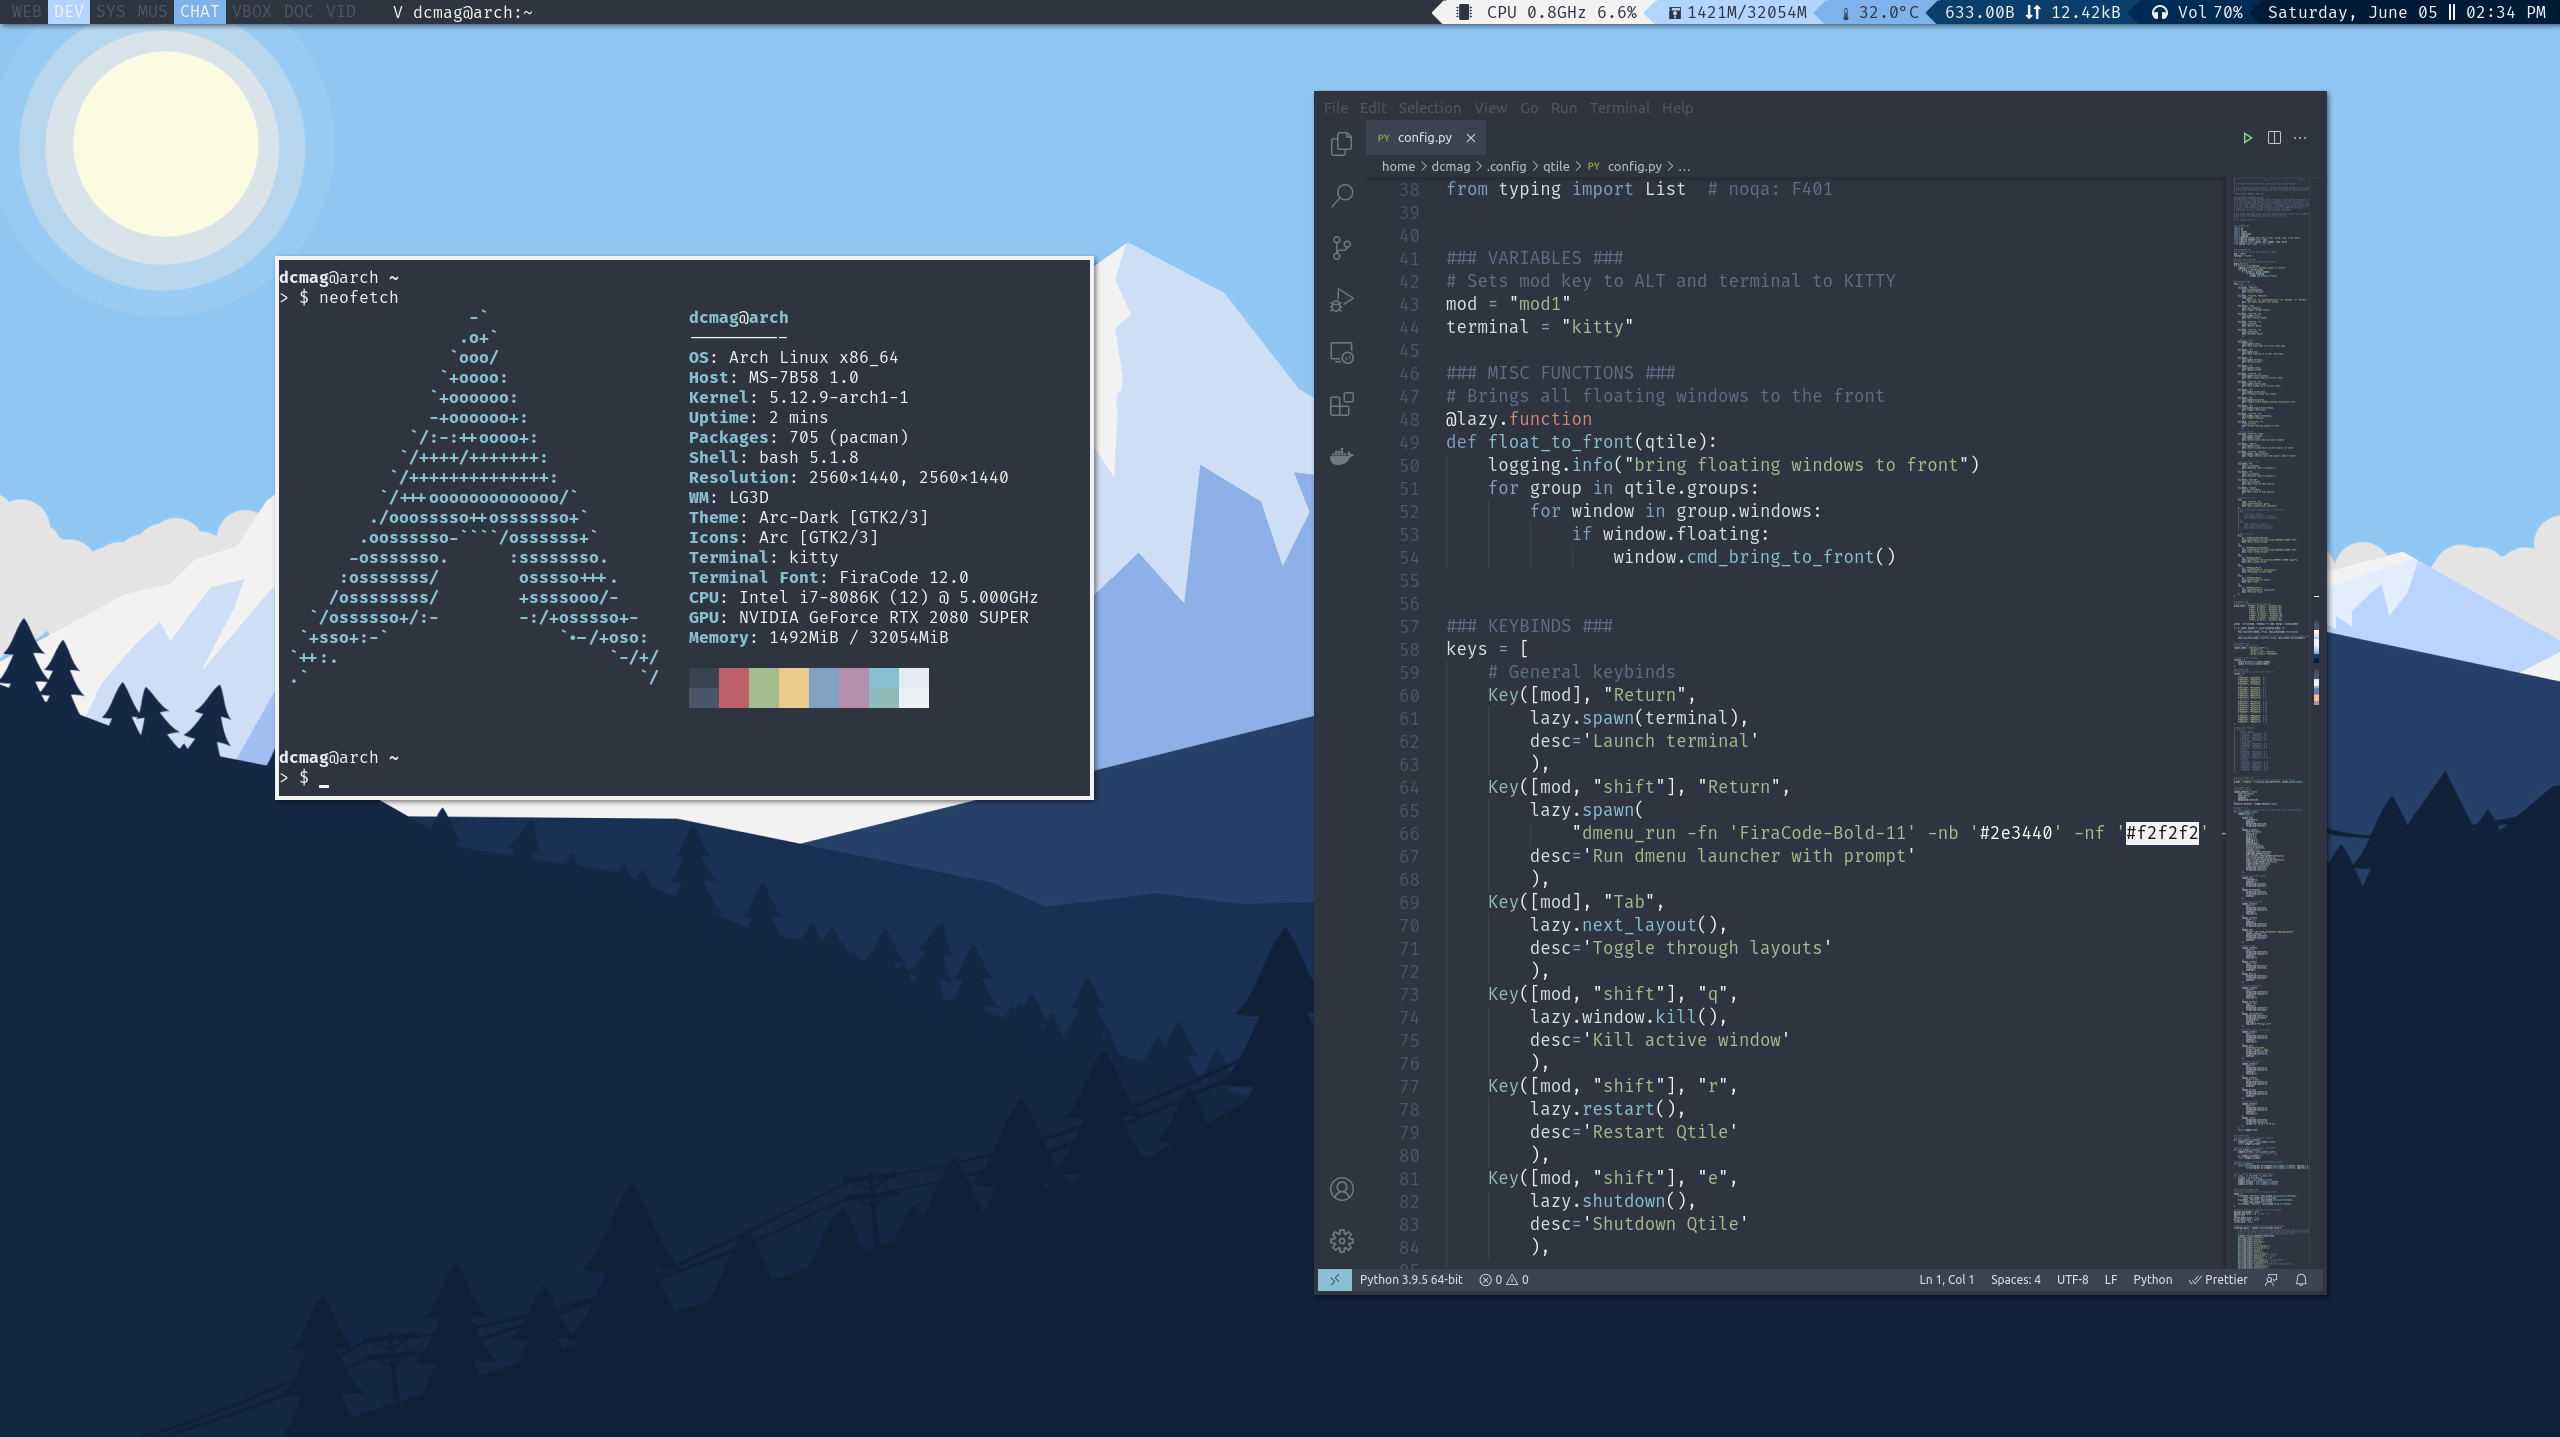 WEB DEV SYS MUS CHAT VBOX DOC VID V dcmag@arch:~ CPU 0.8GHz 6.6% 1421M/32054M 32.0°C 633.00B ↓↑ 12.42kB Vol 70% Saturday, June 05 || 02:34 PM
dcmag@arch ~
> $ neofetch
-`
.o+`
`ooo/
`+oooo:
`+oooooo:
-+oooooo+:
`/:-:++oooo+:
`/++++/+++++++:
`/++++++++++++++:
`/+++ooooooooooooo/`
./ooosssso++osssssso+`
.oossssso-````/ossssss+`
-osssssso. :ssssssso.
:osssssss/ osssso+++.
/ossssssss/ +ssssooo/-
`/ossssso+/:- -:/+osssso+-
`+sso+:-` `.-/+oso:
`++:. `-/+/
.` `/
dcmag@arch
----------
OS: Arch Linux x86_64
Host: MS-7B58 1.0
Kernel: 5.12.9-arch1-1
Uptime: 2 mins
Packages: 705 (pacman)
Shell: bash 5.1.8
Resolution: 2560x1440, 2560x1440
WM: LG3D
Theme: Arc-Dark [GTK2/3]
Icons: Arc [GTK2/3]
Terminal: kitty
Terminal Font: FiraCode 12.0
CPU: Intel i7-8086K (12) @ 5.000GHz
GPU: NVIDIA GeForce RTX 2080 SUPER
Memory: 1492MiB / 32054MiB
dcmag@arch ~
> $ _
File Edit Selection View Go Run Terminal Help
PY config.py ×
home > dcmag > .config > qtile > PY config.py > ...
38 from typing import List  # noqa: F401
39
40
41 ### VARIABLES ###
42 # Sets mod key to ALT and terminal to KITTY
43 mod = "mod1"
44 terminal = "kitty"
45
46 ### MISC FUNCTIONS ###
47 # Brings all floating windows to the front
48 @lazy.function
49 def float_to_front(qtile):
50     logging.info("bring floating windows to front")
51     for group in qtile.groups:
52         for window in group.windows:
53             if window.floating:
54                 window.cmd_bring_to_front()
55
56
57 ### KEYBINDS ###
58 keys = [
59     # General keybinds
60     Key([mod], "Return",
61         lazy.spawn(terminal),
62         desc='Launch terminal'
63         ),
64     Key([mod, "shift"], "Return",
65         lazy.spawn(
66             "dmenu_run -fn 'FiraCode-Bold-11' -nb '#2e3440' -nf '#f2f2f2' -
67         desc='Run dmenu launcher with prompt'
68         ),
69     Key([mod], "Tab",
70         lazy.next_layout(),
71         desc='Toggle through layouts'
72         ),
73     Key([mod, "shift"], "q",
74         lazy.window.kill(),
75         desc='Kill active window'
76         ),
77     Key([mod, "shift"], "r",
78         lazy.restart(),
79         desc='Restart Qtile'
80         ),
81     Key([mod, "shift"], "e",
82         lazy.shutdown(),
83         desc='Shutdown Qtile'
84         ),
Python 3.9.5 64-bit 0 0 Ln 1, Col 1 Spaces: 4 UTF-8 LF Python Prettier